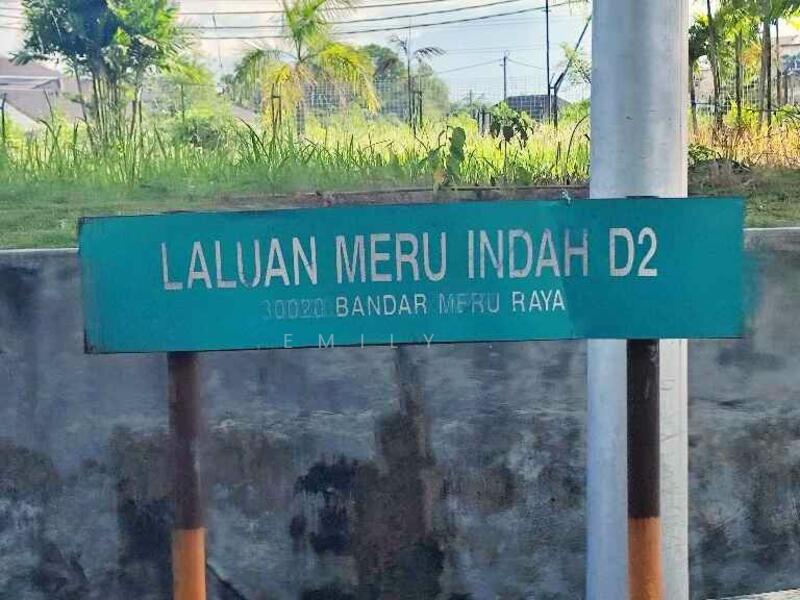 LALUAN MERU INDAH D2
30020 BANDAR MERU RAYA
EMILY